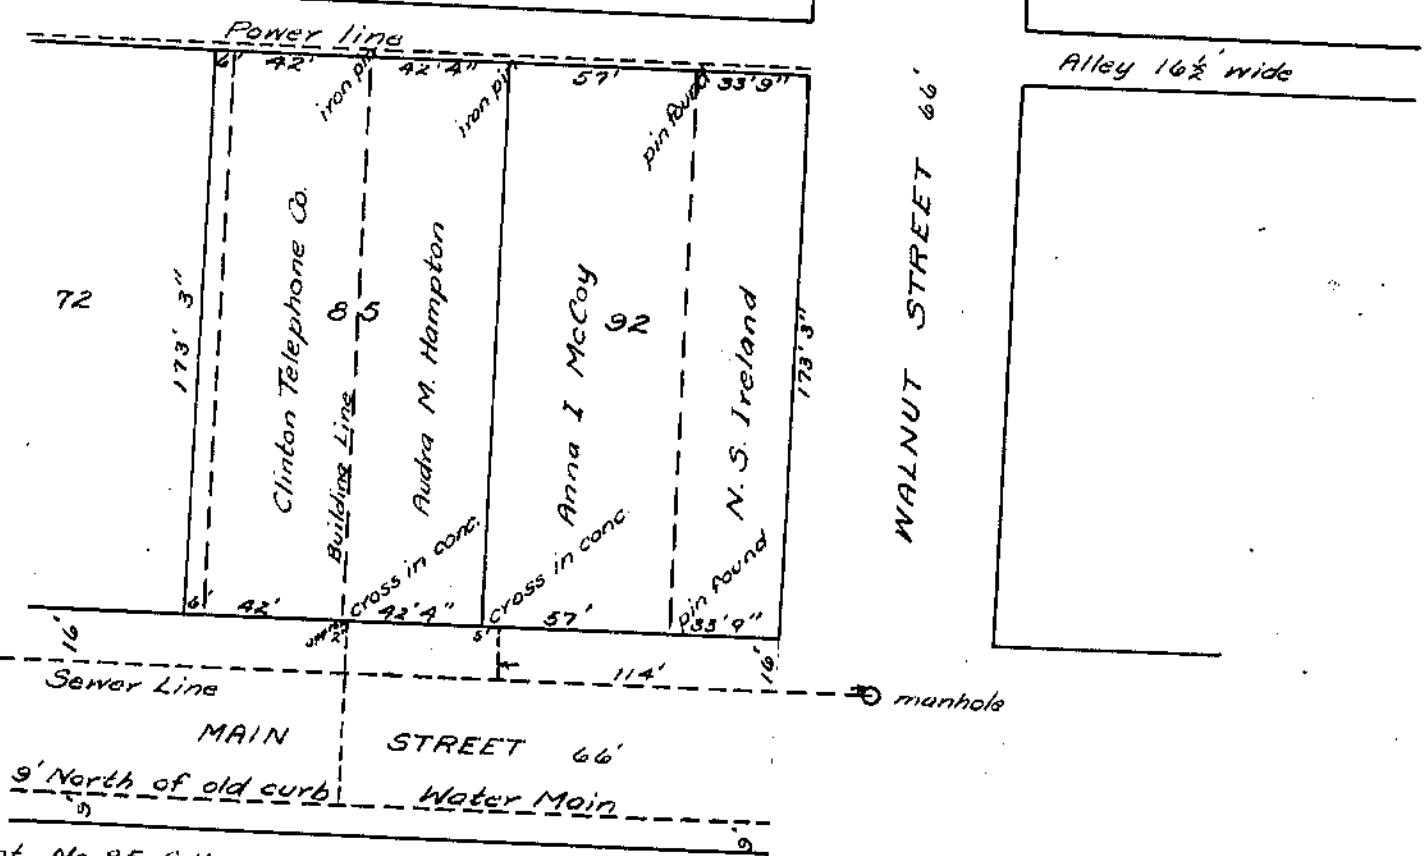 Power line
Alley 16½' wide
6' 42' 42'4" 57' 33'9"
iron pin
iron pin
pin found
WALNUT STREET 66'
72
173' 3"
Clinton Telephone Co.
85
Building Line
Audra M. Hampton
Anna I McCoy
92
N. S. Ireland
173' 3"
cross in conc.
cross in conc.
pin found
6' 42' 42'4" 57' 33'9"
16'
5'
114'
16'
Sewer Line
manhole
MAIN STREET 66'
9' North of old curb
Water Main
9'
9'
No 85